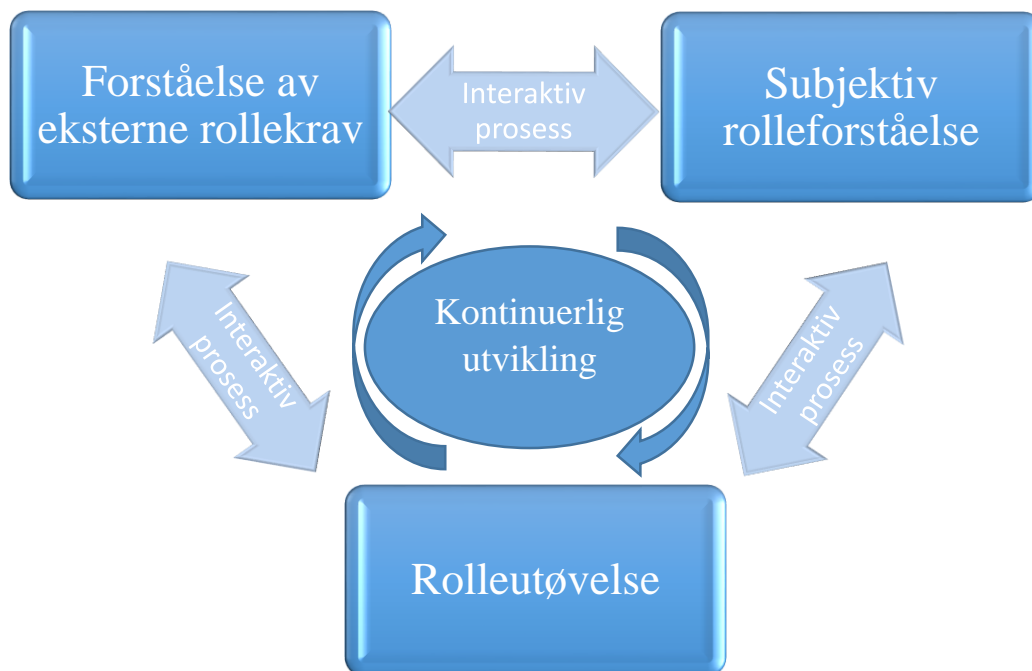 Forståelse av
eksterne rollekrav
Interaktiv
prosess
Subjektiv
rolleforståelse
Interaktiv
prosess
Kontinuerlig
utvikling
Interaktiv
prosess
Rolleutøvelse